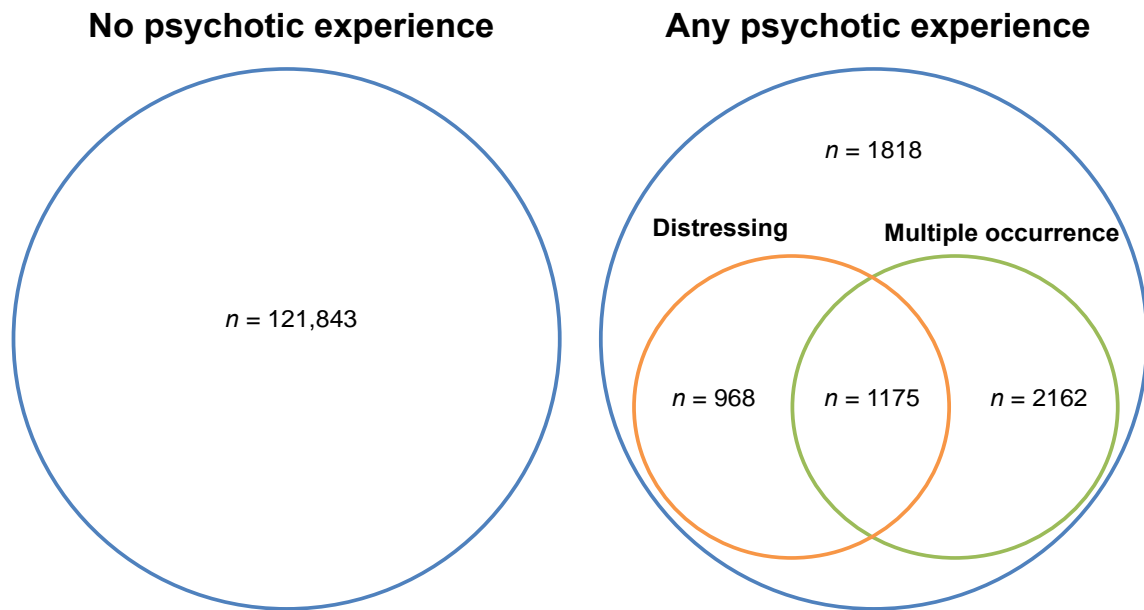 No psychotic experience
Any psychotic experience
n = 1818
Distressing
Multiple occurrence
n = 121,843
n = 968
n = 1175
n = 2162